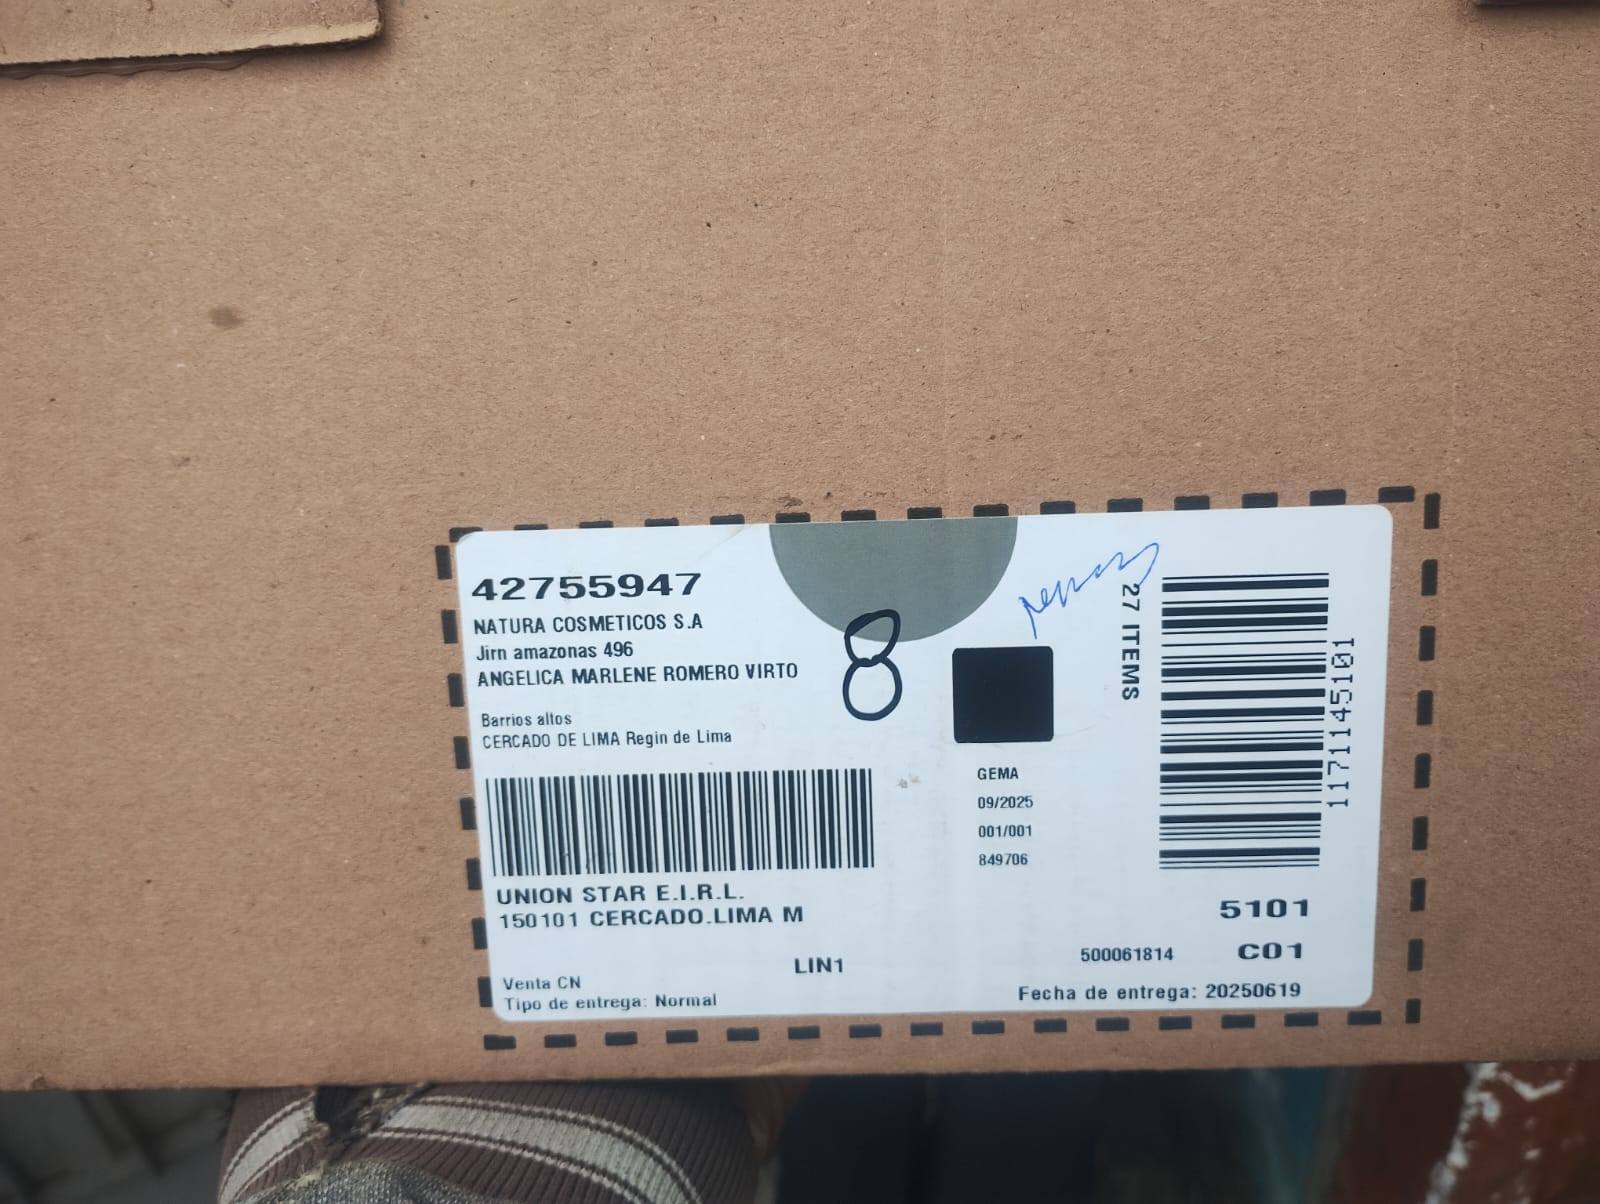 42755947
NATURA COSMETICOS S.A
Jirn amazonas 496
ANGELICA MARLENE ROMERO VIRTO
Barrios altos
CERCADO DE LIMA Regin de Lima
8
27 ITEMS
1171145101
GEMA
09/2025
001/001
849706
UNION STAR E.I.R.L.
150101 CERCADO.LIMA M
5101
LIN1
500061814
C01
Venta CN
Tipo de entrega: Normal
Fecha de entrega: 20250619